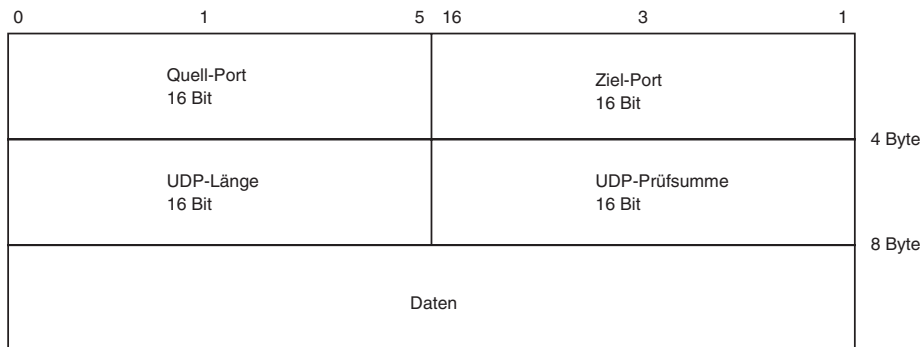 0 1 5 16 3 1
Quell-Port
16 Bit
Ziel-Port
16 Bit
4 Byte
UDP-Länge
16 Bit
UDP-Prüfsumme
16 Bit
8 Byte
Daten